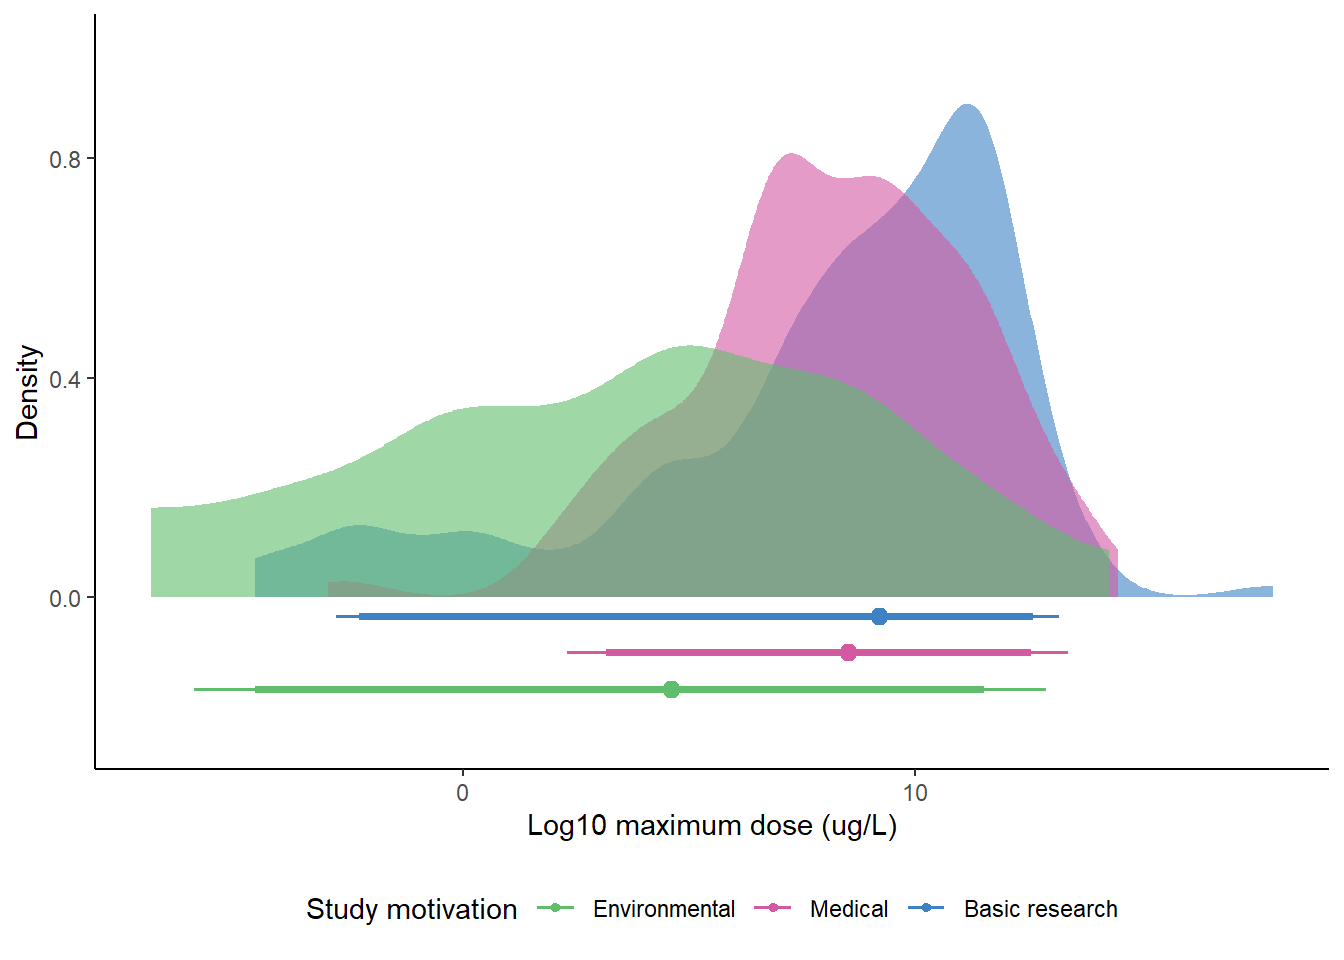 Density
0.8
0.4
0.0
0 10
Log10 maximum dose (ug/L)
Study motivation Environmental Medical Basic research